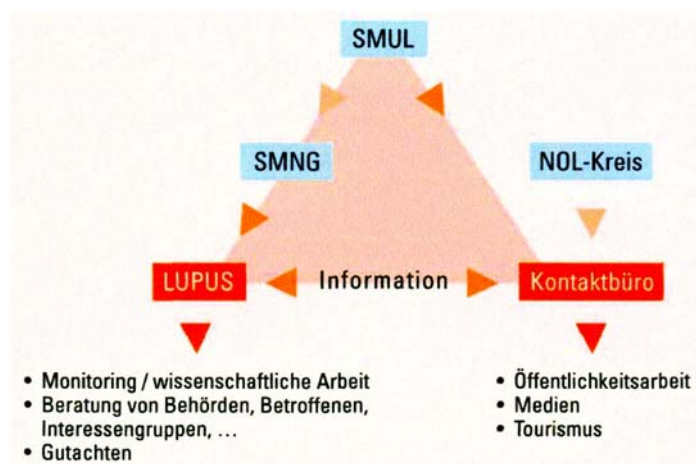 SMUL
SMNG
NOL-Kreis
LUPUS
Information
Kontaktbüro
• Monitoring / wissenschaftliche Arbeit
• Beratung von Behörden, Betroffenen,
Interessengruppen, ...
• Gutachten
• Öffentlichkeitsarbeit
• Medien
• Tourismus